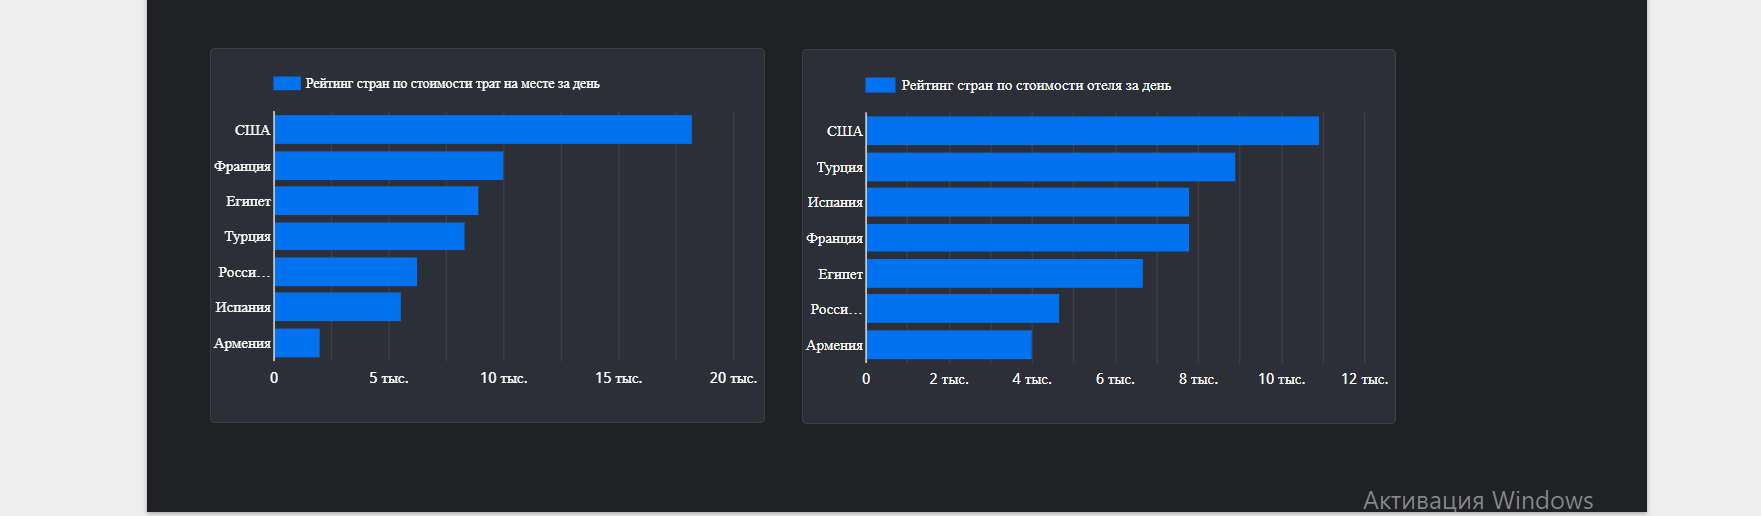 Рейтинг стран по стоимости трат на месте за день
США
Франция
Египет
Турция
Росси…
Испания
Армения
0 5 тыс. 10 тыс. 15 тыс. 20 тыс.
Рейтинг стран по стоимости отеля за день
США
Турция
Испания
Франция
Египет
Росси…
Армения
0 2 тыс. 4 тыс. 6 тыс. 8 тыс. 10 тыс. 12 тыс.
Активация Windows